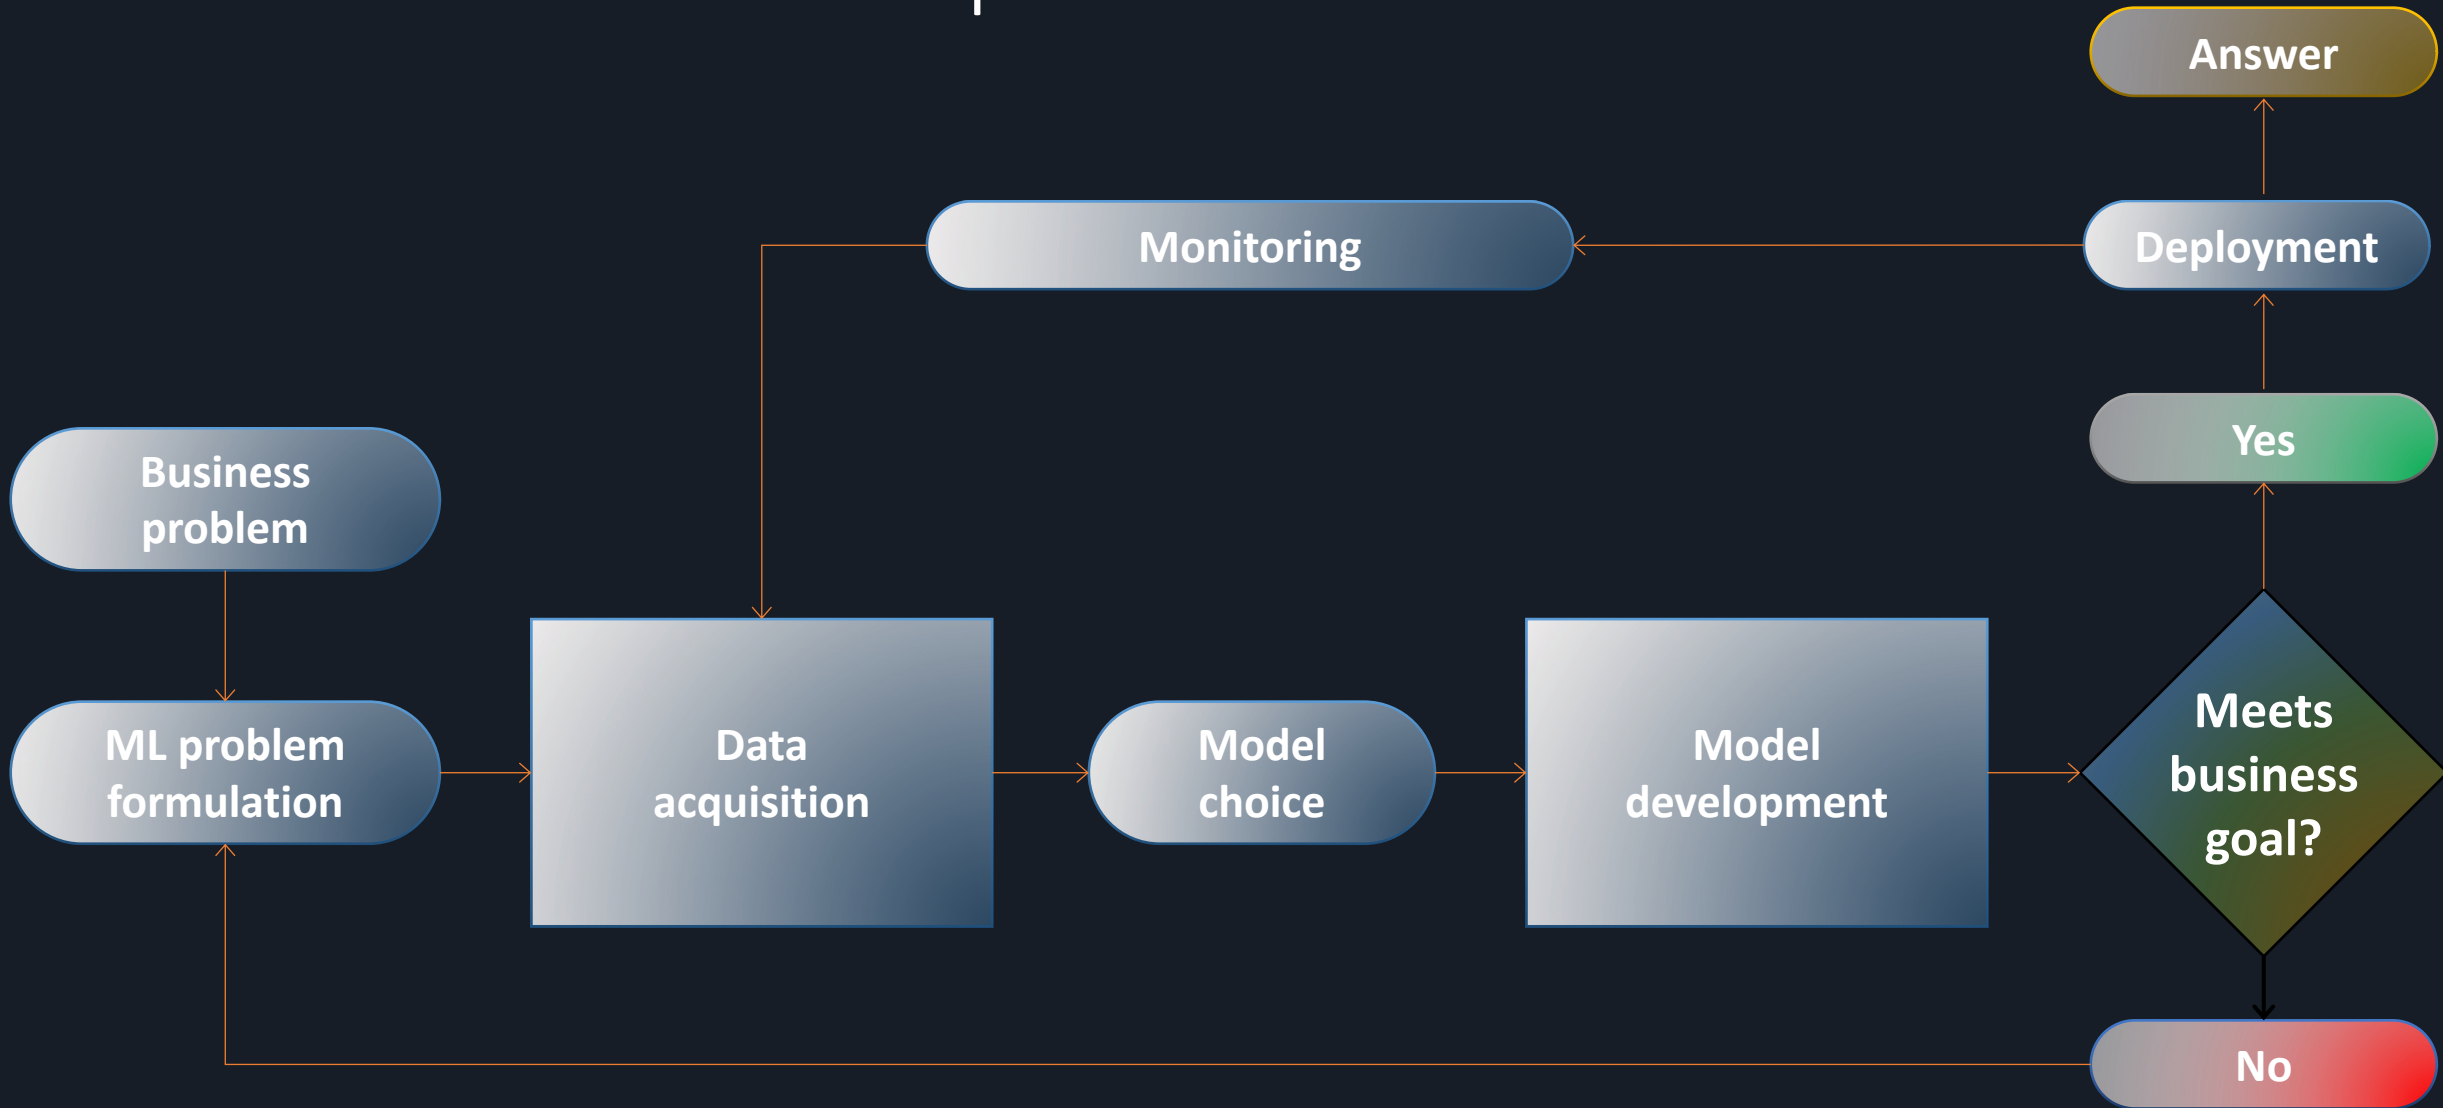 Answer
Monitoring
Deployment
Yes
Business
problem
ML problem
formulation
Data
acquisition
Model
choice
Model
development
Meets
business
goal?
No